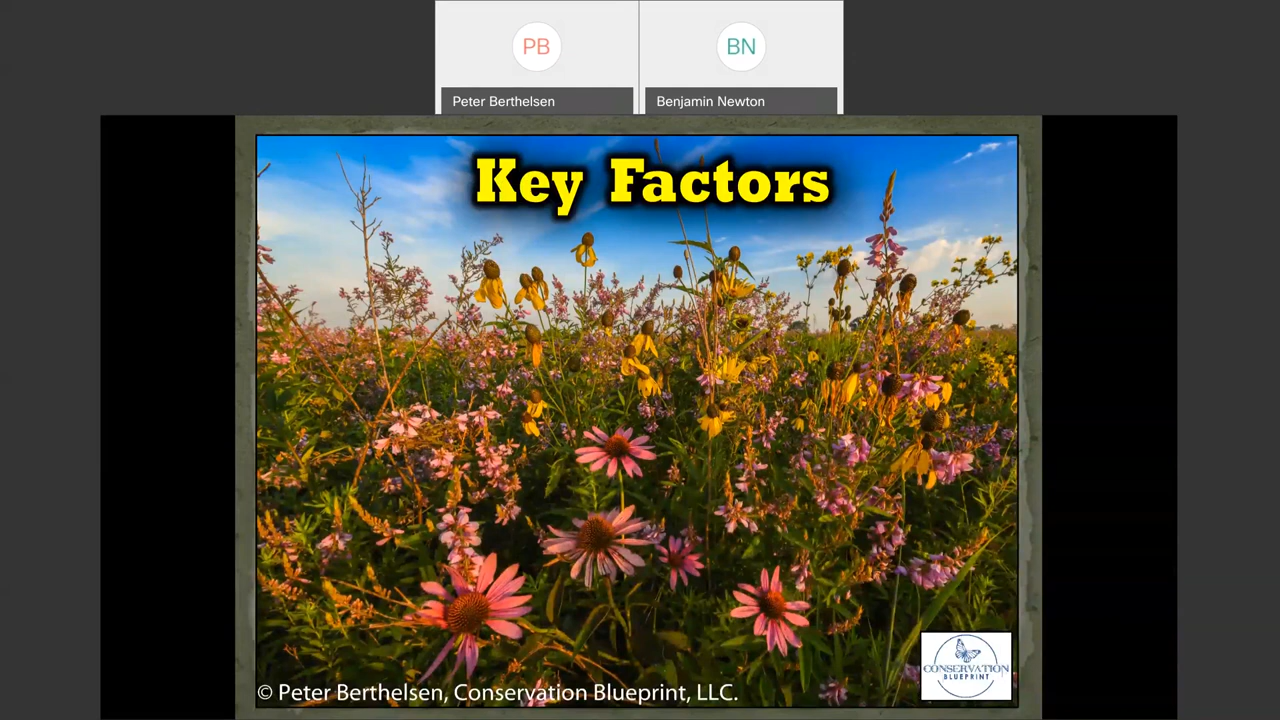 PB
BN
Peter Berthelsen
Benjamin Newton
Key Factors
CONSERVATION
BLUEPRINT
© Peter Berthelsen, Conservation Blueprint, LLC.